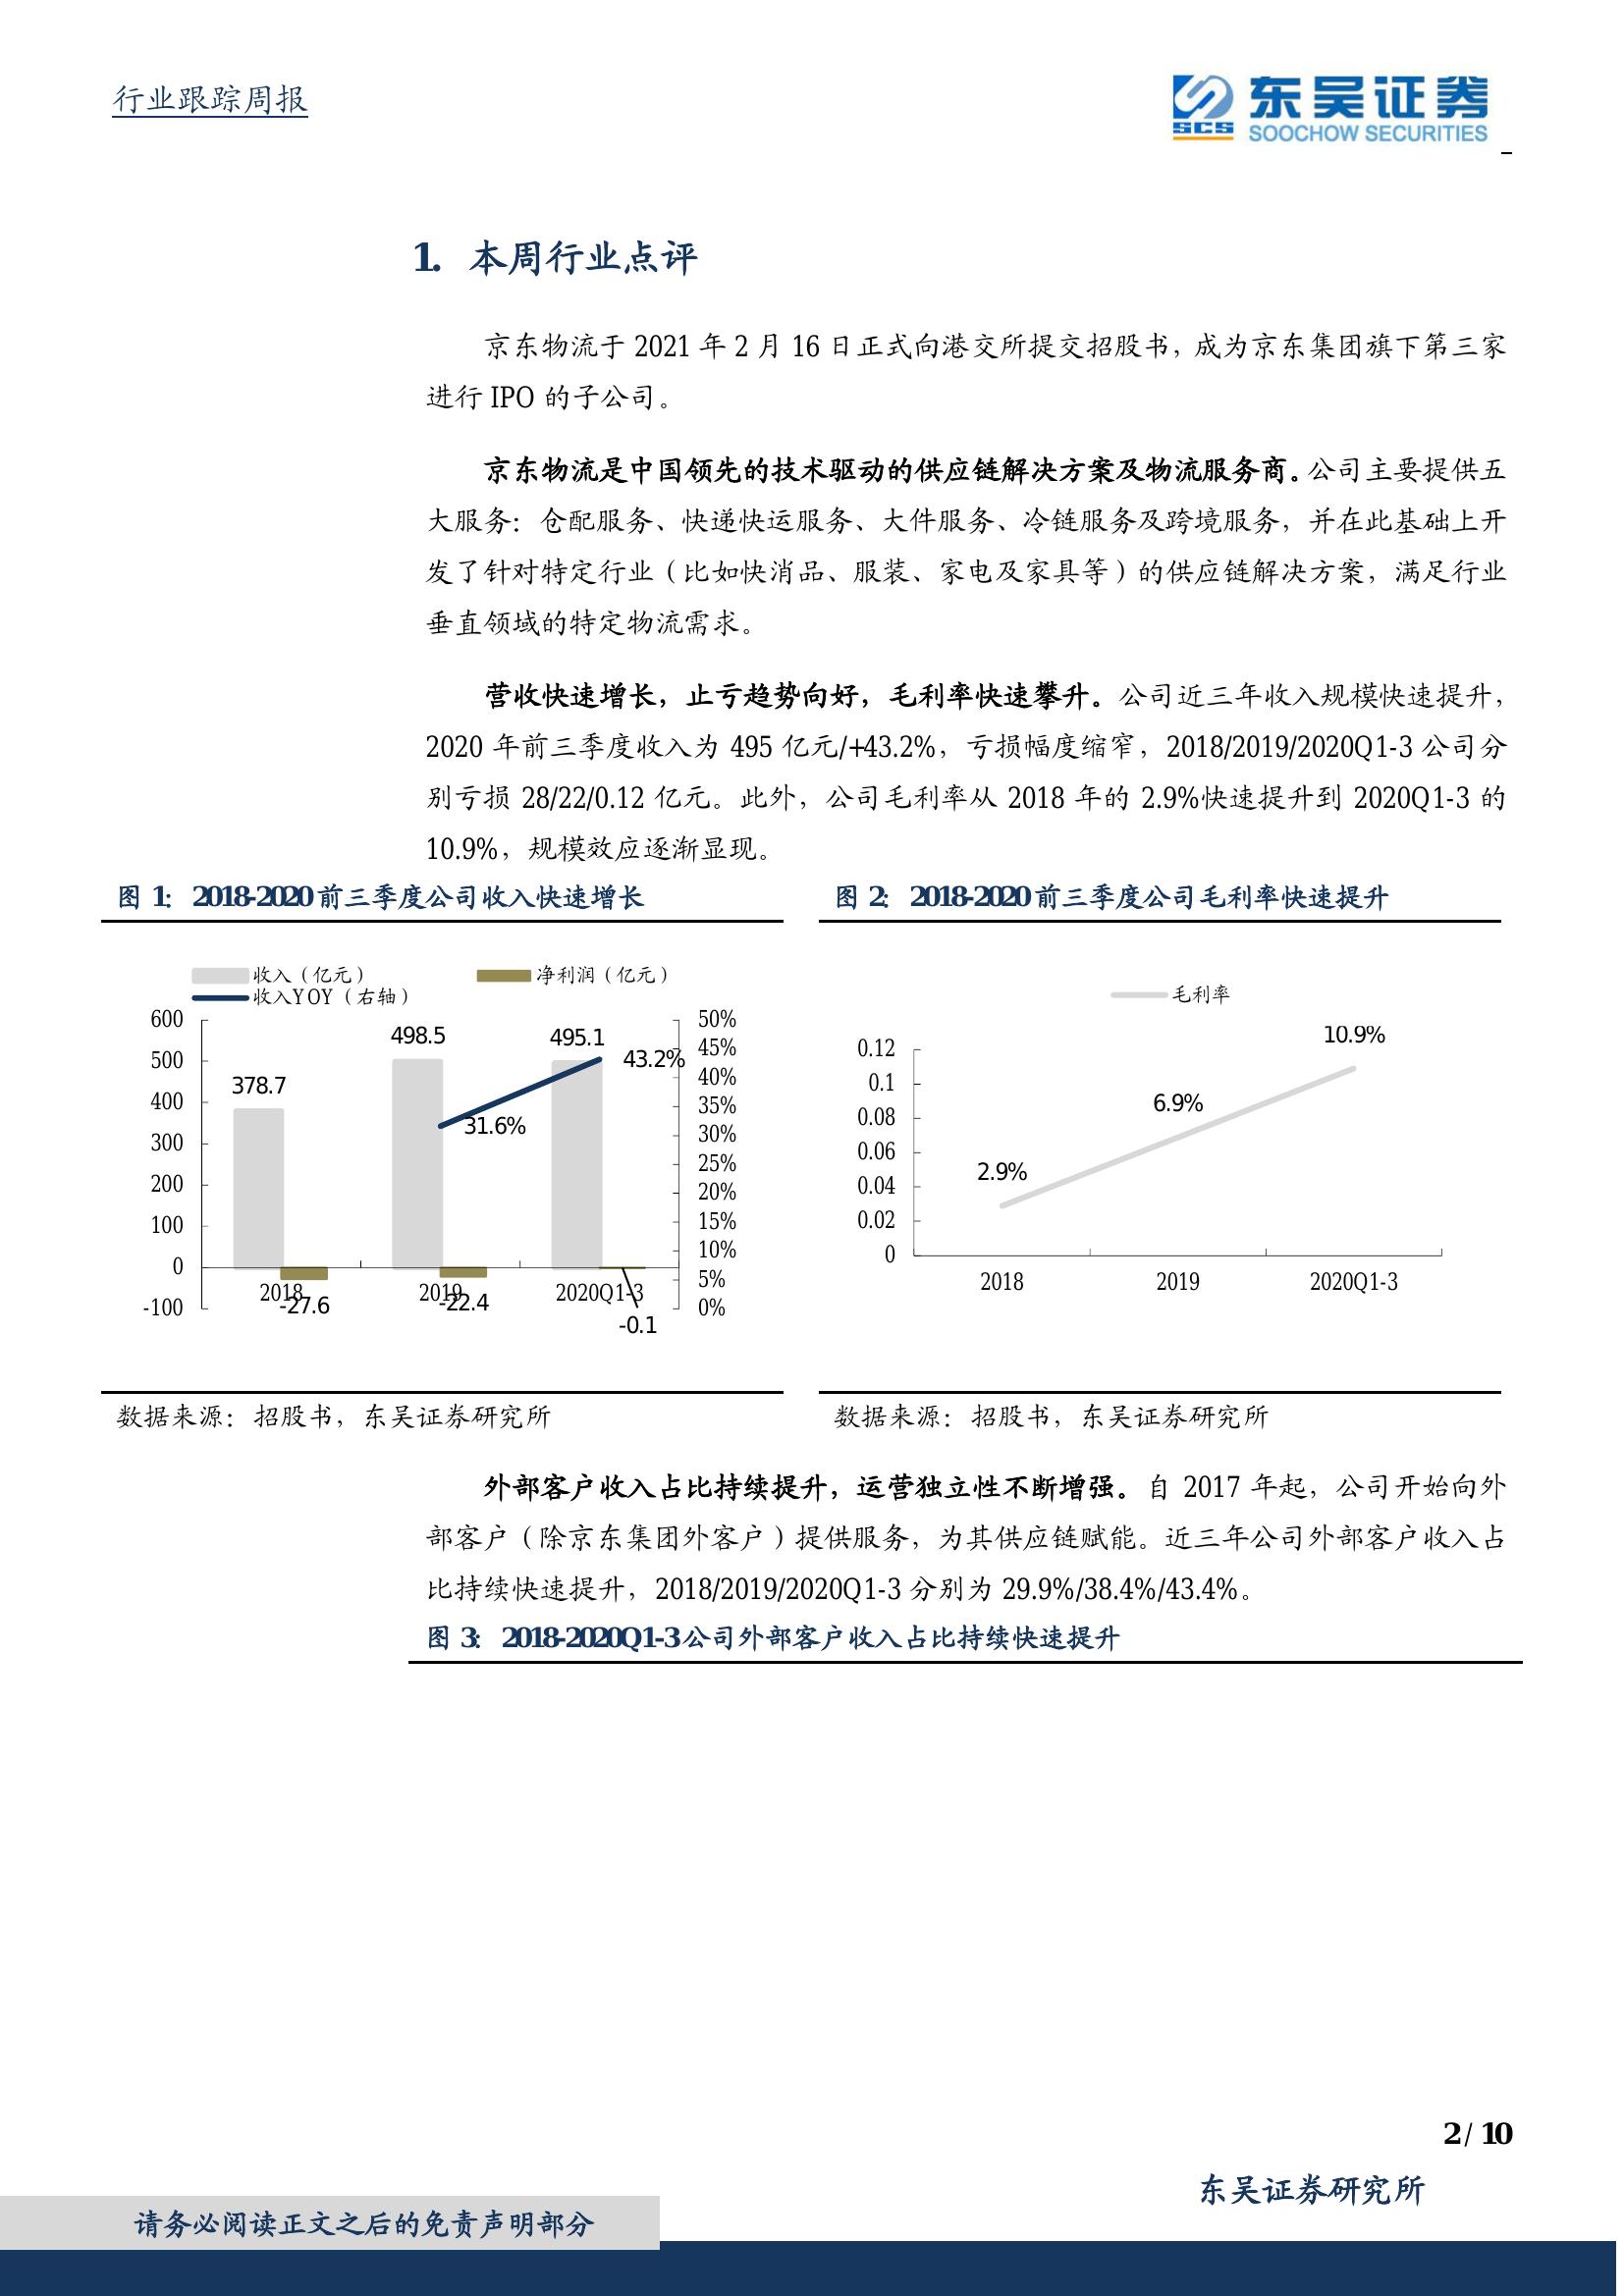 行业跟踪周报
东吴证券
SCS
SOOCHOW SECURITIES
1. 本周行业点评
京东物流于 2021 年 2 月 16 日正式向港交所提交招股书，成为京东集团旗下第三家
进行 IPO 的子公司。
京东物流是中国领先的技术驱动的供应链解决方案及物流服务商。公司主要提供五
大服务：仓配服务、快递快运服务、大件服务、冷链服务及跨境服务，并在此基础上开
发了针对特定行业（比如快消品、服装、家电及家具等）的供应链解决方案，满足行业
垂直领域的特定物流需求。
营收快速增长，止亏趋势向好，毛利率快速攀升。公司近三年收入规模快速提升，
2020 年前三季度收入为 495 亿元/+43.2%，亏损幅度缩窄，2018/2019/2020Q1-3 公司分
别亏损 28/22/0.12 亿元。此外，公司毛利率从 2018 年的 2.9%快速提升到 2020Q1-3 的
10.9%，规模效应逐渐显现。
图 1: 2018-2020 前三季度公司收入快速增长
收入（亿元）
净利润（亿元）
收入YOY（右轴）
600
500
400
300
200
100
0
-100
378.7
498.5
495.1
43.2%
31.6%
50%
45%
40%
35%
30%
25%
20%
15%
10%
5%
0%
2018
2019
2020Q1-3
-27.6
-22.4
-0.1
数据来源：招股书，东吴证券研究所
图 2: 2018-2020 前三季度公司毛利率快速提升
毛利率
0.12
0.1
0.08
0.06
0.04
0.02
0
2.9%
6.9%
10.9%
2018
2019
2020Q1-3
数据来源：招股书，东吴证券研究所
外部客户收入占比持续提升，运营独立性不断增强。自 2017 年起，公司开始向外
部客户（除京东集团外客户）提供服务，为其供应链赋能。近三年公司外部客户收入占
比持续快速提升，2018/2019/2020Q1-3 分别为 29.9%/38.4%/43.4%。
图 3: 2018-2020Q1-3 公司外部客户收入占比持续快速提升
2 / 10
东吴证券研究所
请务必阅读正文之后的免责声明部分